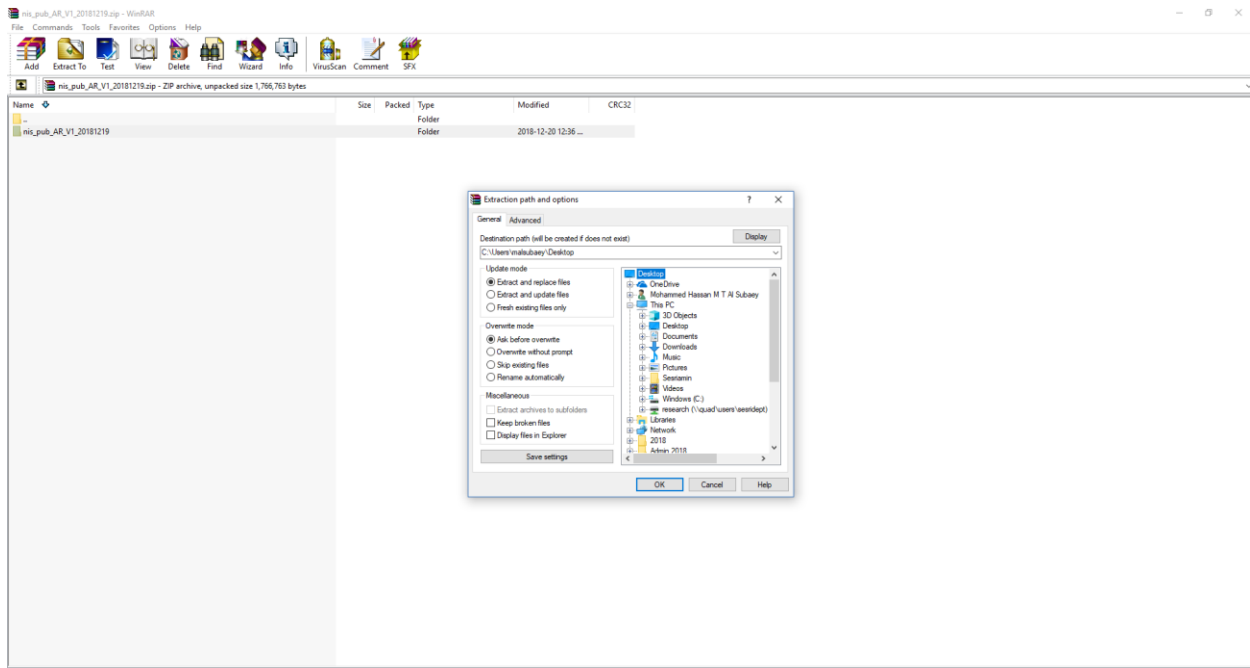 nis_pub_AR_V1_20181219.zip - WinRAR
File Commands Tools Favorites Options Help
Add Extract To Test View Delete Find Wizard Info VirusScan Comment SFX
nis_pub_AR_V1_20181219.zip - ZIP archive, unpacked size 1,766,763 bytes
Name Size Packed Type Modified CRC32
.. Folder
nis_pub_AR_V1_20181219 Folder 2018-12-20 12:36 ...
Extraction path and options ?
General Advanced
Destination path (will be created if does not exist) Display
C:\Users\malsubaey\Desktop
Update mode
Extract and replace files
Extract and update files
Fresh existing files only
Overwrite mode
Ask before overwrite
Overwrite without prompt
Skip existing files
Rename automatically
Miscellaneous
Extract archives to subfolders
Keep broken files
Display files in Explorer
Save settings
Desktop
OneDrive
Mohammed Hassan M T Al Subaey
This PC
3D Objects
Desktop
Documents
Downloads
Music
Pictures
Sesriamin
Videos
Windows (C:)
research (\\quad\users\sesridept)
Libraries
Network
2018
Admin 2018
OK Cancel Help